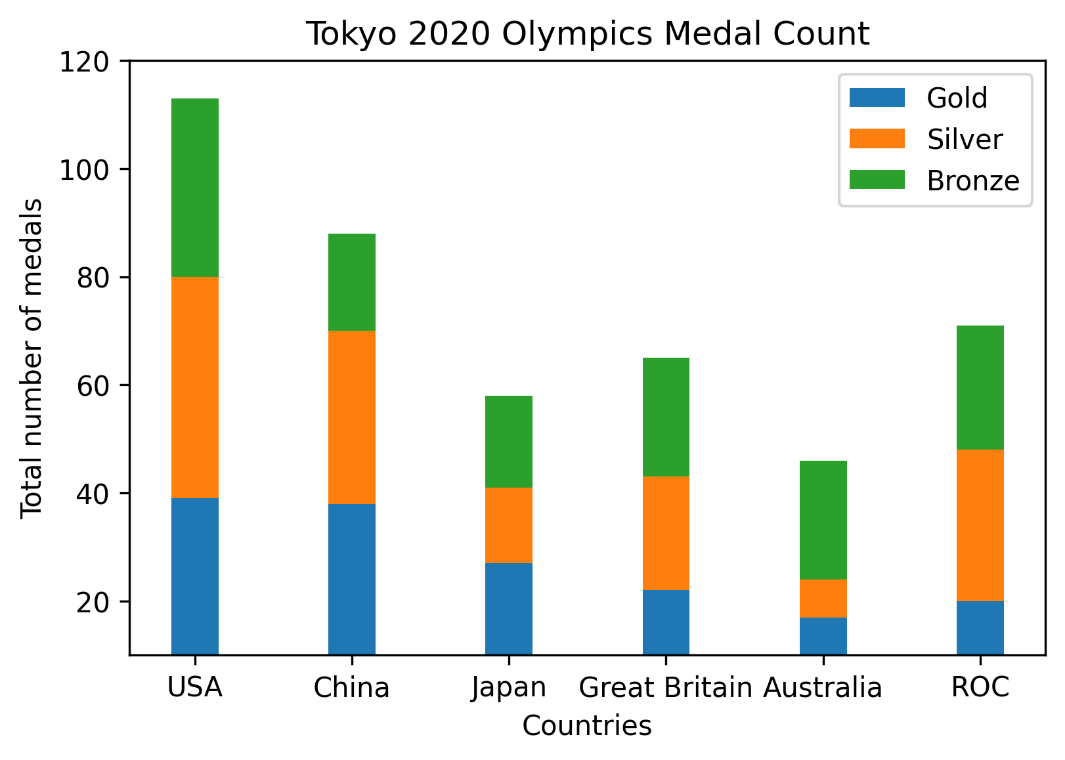 Tokyo 2020 Olympics Medal Count
Gold
Silver
Bronze
Total number of medals
120
100
80
60
40
20
USA China Japan Great Britain Australia ROC
Countries